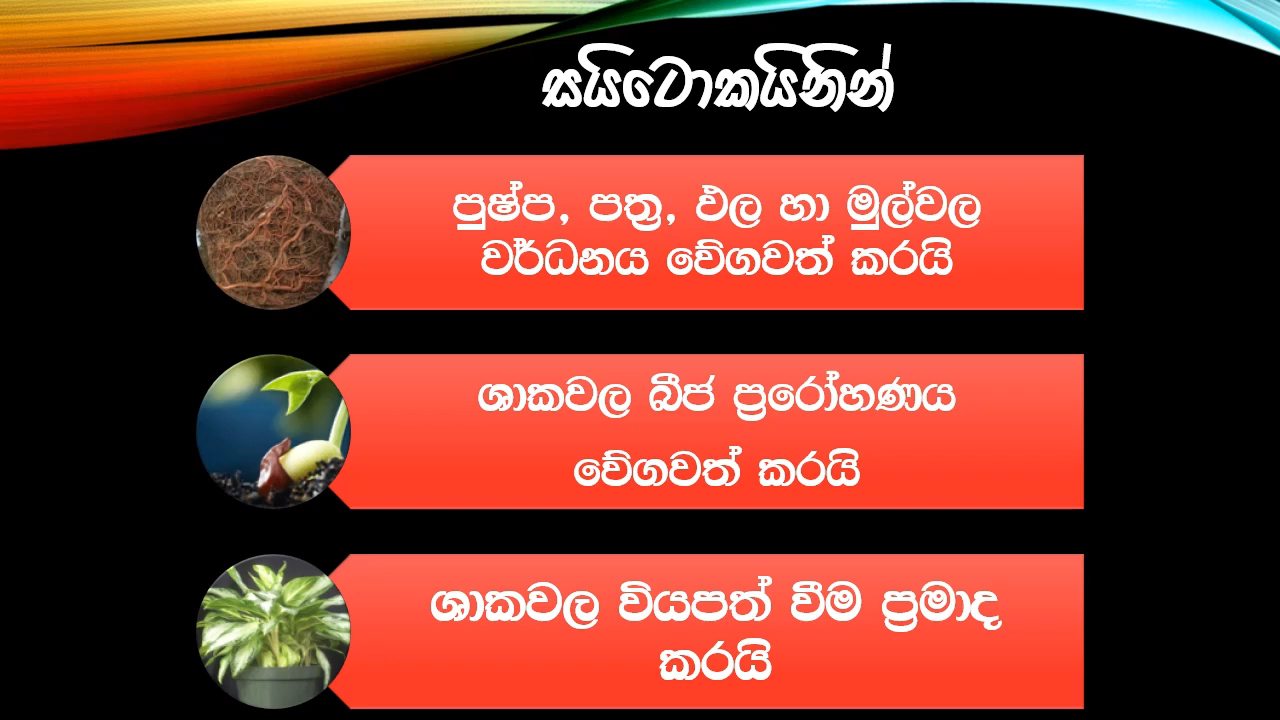 සයිටොකයිනින්
පුෂ්ප, පත්‍ර, ඵල හා මුල්වල
වර්ධනය වේගවත් කරයි
ශාකවල බීජ ප්‍රරෝහණය
වේගවත් කරයි
ශාකවල වියපත් වීම ප්‍රමාද
කරයි